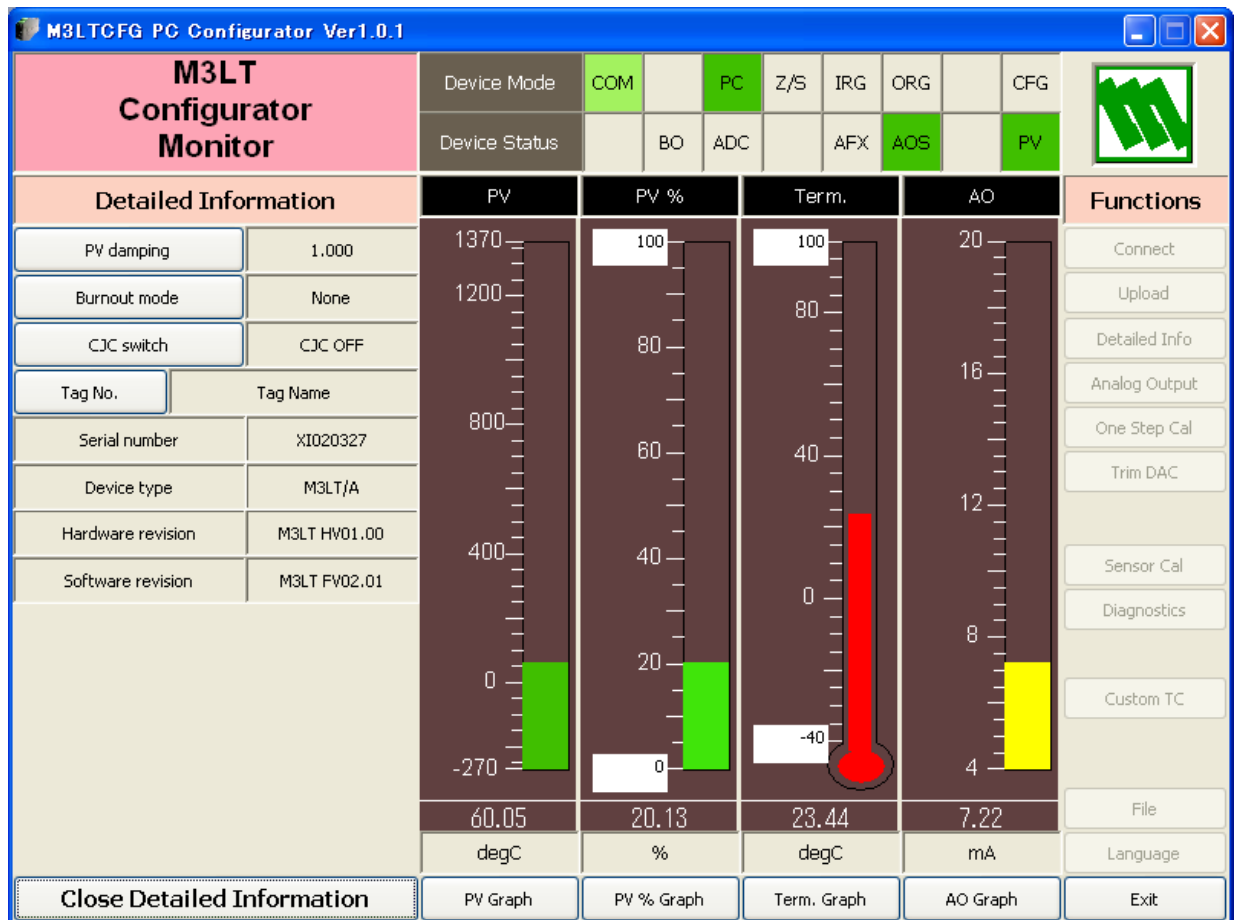 M3LTCFG PC Configurator Ver1.0.1
M3LT
Configurator
Monitor
Device Mode COM PC Z/S IRG ORG CFG
Device Status BO ADC AFX AOS PV
Detailed Information
PV damping 1.000
Burnout mode None
CJC switch CJC OFF
Tag No. Tag Name
Serial number XI020327
Device type M3LT/A
Hardware revision M3LT HV01.00
Software revision M3LT FV02.01
Close Detailed Information
PV
1370
1200
800
400
0
-270
60.05
degC
PV Graph
PV %
100
80
60
40
20
0
20.13
%
PV % Graph
Term.
100
80
40
0
-40
23.44
degC
Term. Graph
AO
20
16
12
8
4
7.22
mA
AO Graph
Functions
Connect
Upload
Detailed Info
Analog Output
One Step Cal
Trim DAC
Sensor Cal
Diagnostics
Custom TC
File
Language
Exit